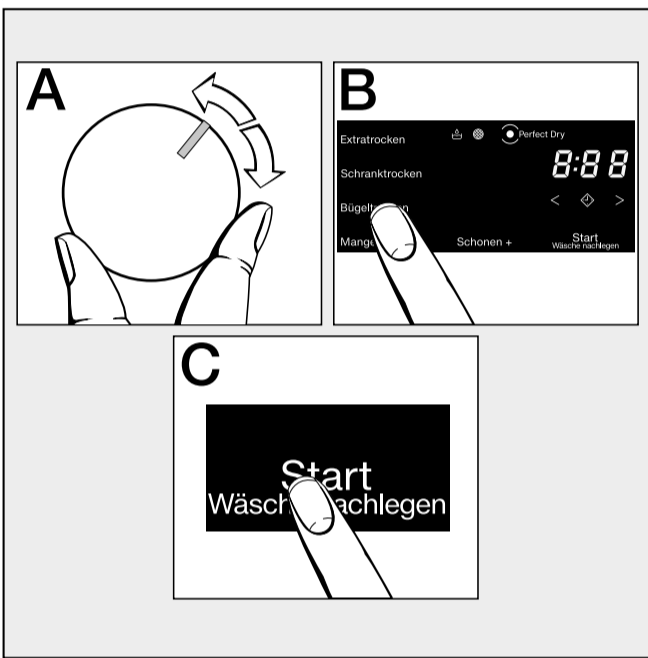 A
B
Extratrocken
Perfect Dry
Schranktrocken
8:88
< >
Schonen +
Start
Wäsche nachlegen
C
Start